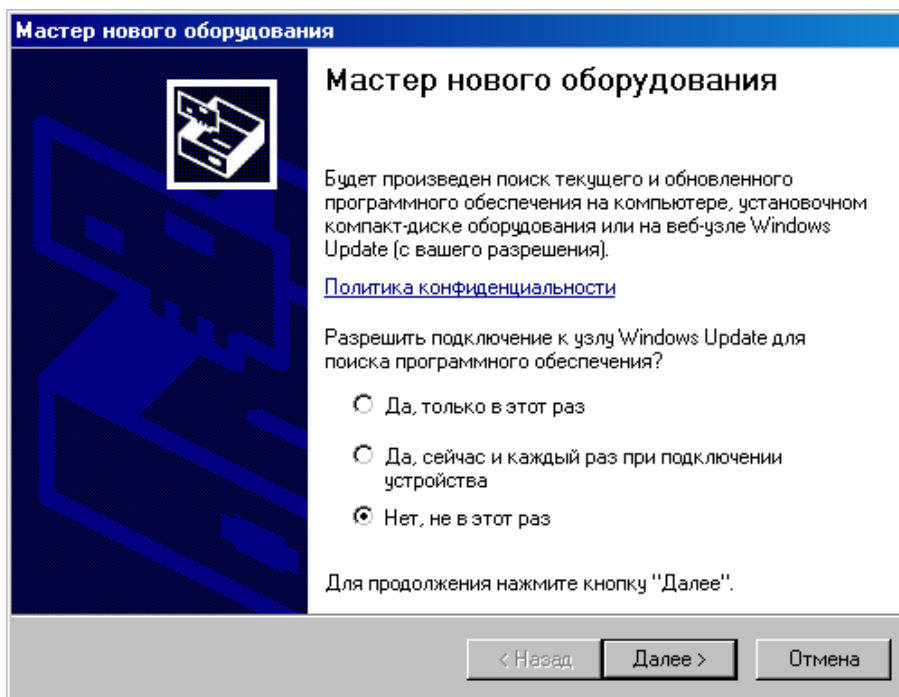 Мастер нового оборудования
Мастер нового оборудования
Будет произведен поиск текущего и обновленного
программного обеспечения на компьютере, установочном
компакт-диске оборудования или на веб-узле Windows
Update (с вашего разрешения).
Политика конфиденциальности
Разрешить подключение к узлу Windows Update для
поиска программного обеспечения?
Да, только в этот раз
Да, сейчас и каждый раз при подключении
устройства
Нет, не в этот раз
Для продолжения нажмите кнопку "Далее".
< Назад Далее > Отмена